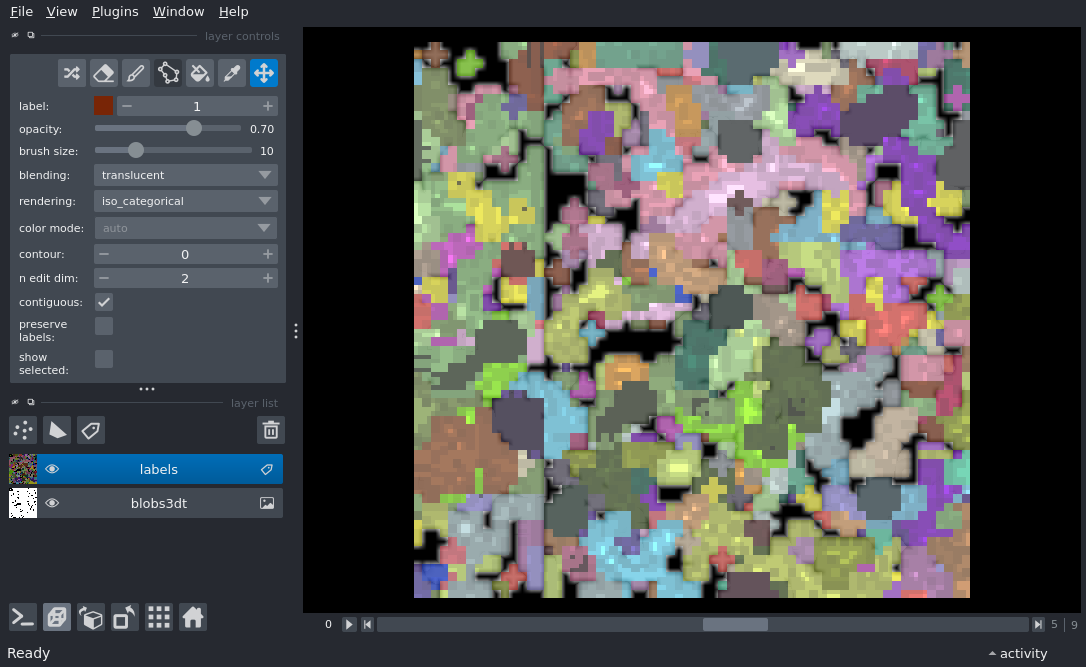 File View Plugins Window Help
layer controls
label: 1
opacity: 0.70
brush size: 10
blending: translucent
rendering: iso_categorical
color mode: auto
contour: 0
n edit dim: 2
contiguous:
preserve
labels:
show
selected:
layer list
labels
blobs3dt
0 5 | 9
Ready activity